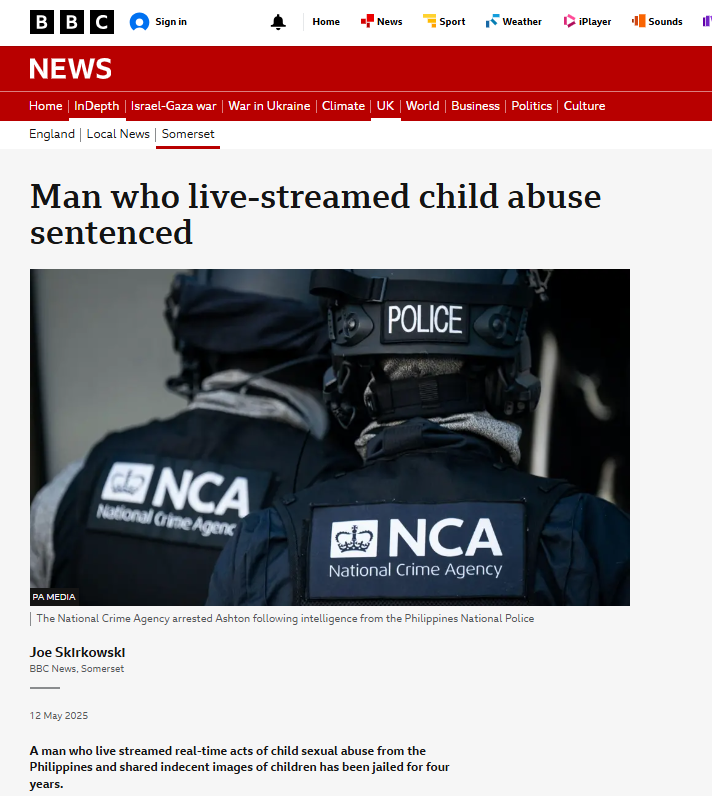 BBC Sign in Home News Sport Weather iPlayer Sounds
NEWS
Home InDepth Israel-Gaza war War in Ukraine Climate UK World Business Politics Culture
England Local News Somerset
Man who live-streamed child abuse
sentenced
POLICE
NCA
National Crime Agenc
NCA
National Crime Agency
PA MEDIA
The National Crime Agency arrested Ashton following intelligence from the Philippines National Police
Joe Skirkowski
BBC News, Somerset
12 May 2025
A man who live streamed real-time acts of child sexual abuse from the
Philippines and shared indecent images of children has been jailed for four
years.